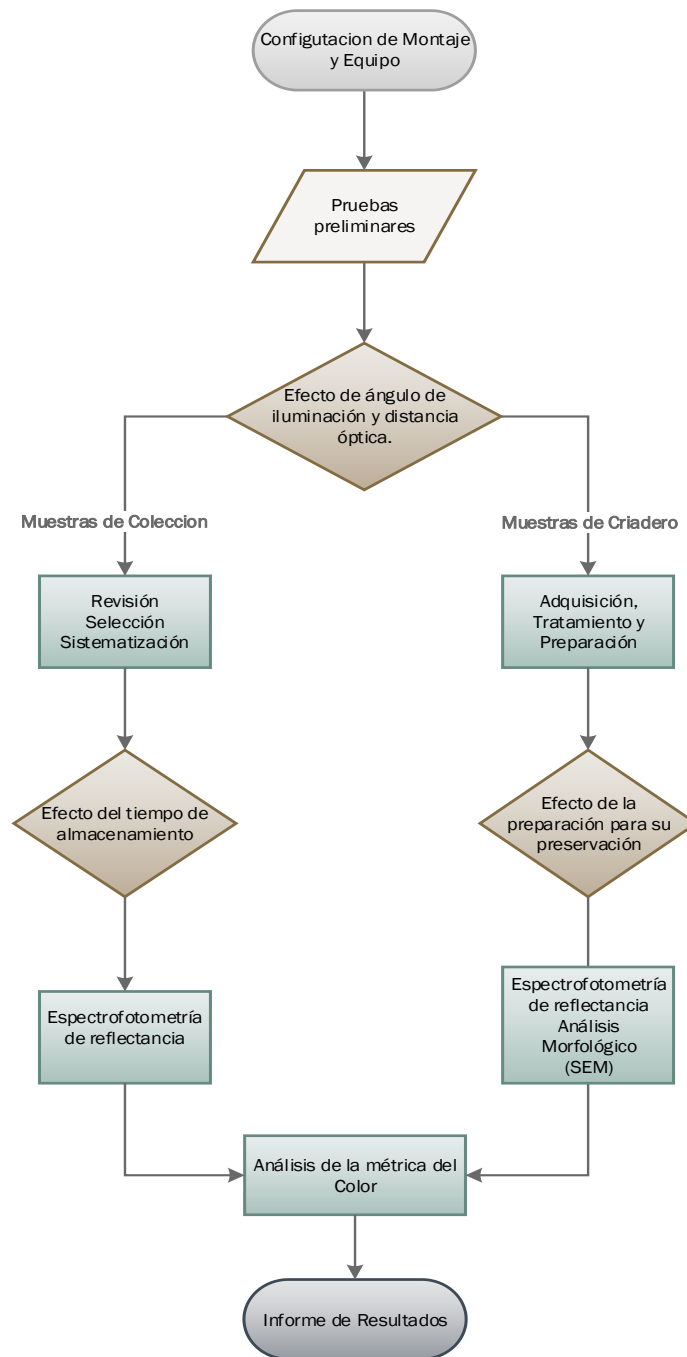 Configutacion de Montaje
y Equipo
Pruebas
preliminares
Efecto de ángulo de
iluminación y distancia
óptica.
Muestras de Coleccion
Muestras de Criadero
Revisión
Selección
Sistematización
Adquisición,
Tratamiento y
Preparación
Efecto del tiempo de
almacenamiento
Efecto de la
preparación para su
preservación
Espectrofotometría
de reflectancia
Espectrofotometría
de reflectancia
Análisis
Morfológico
(SEM)
Análisis de la métrica del
Color
Informe de Resultados